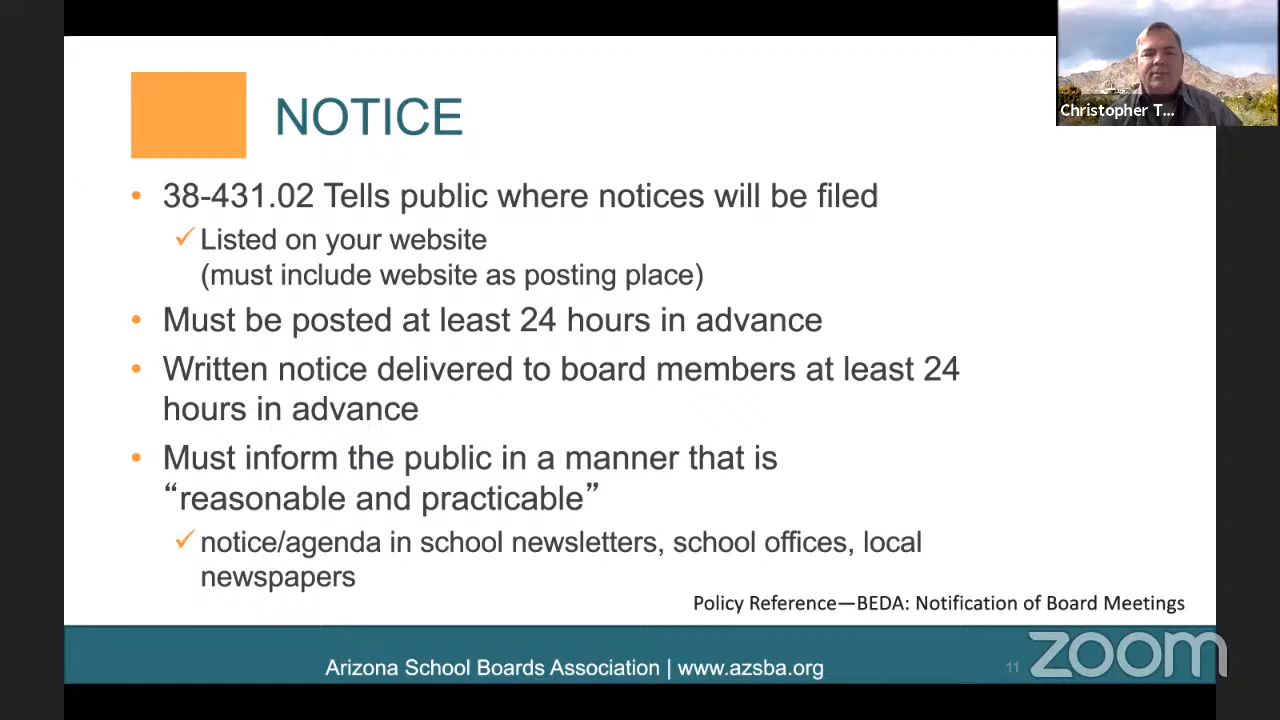 Christopher T...
NOTICE
• 38-431.02 Tells public where notices will be filed
✓ Listed on your website
(must include website as posting place)
• Must be posted at least 24 hours in advance
• Written notice delivered to board members at least 24
hours in advance
• Must inform the public in a manner that is
“reasonable and practicable”
✓ notice/agenda in school newsletters, school offices, local
newspapers
Policy Reference—BEDA: Notification of Board Meetings
Arizona School Boards Association | www.azsba.org
11
zoom